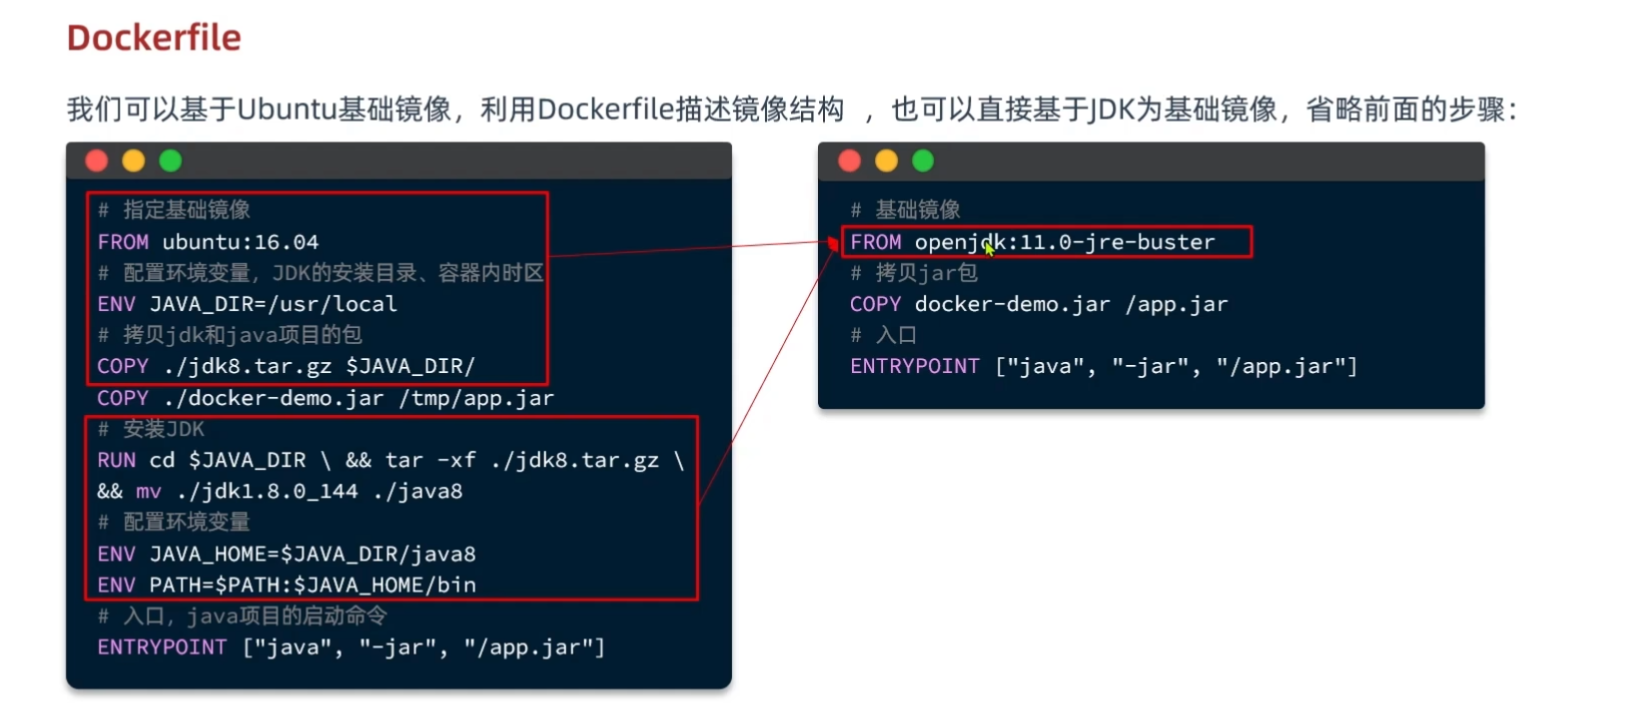 Dockerfile
我们可以基于Ubuntu基础镜像，利用Dockerfile描述镜像结构 ，也可以直接基于JDK为基础镜像，省略前面的步骤：
# 指定基础镜像
FROM ubuntu:16.04
# 配置环境变量，JDK的安装目录、容器内时区
ENV JAVA_DIR=/usr/local
# 拷贝jdk和java项目的包
COPY ./jdk8.tar.gz $JAVA_DIR/
COPY ./docker-demo.jar /tmp/app.jar
# 安装JDK
RUN cd $JAVA_DIR \ && tar -xf ./jdk8.tar.gz \
&& mv ./jdk1.8.0_144 ./java8
# 配置环境变量
ENV JAVA_HOME=$JAVA_DIR/java8
ENV PATH=$PATH:$JAVA_HOME/bin
# 入口，java项目的启动命令
ENTRYPOINT ["java", "-jar", "/app.jar"]
# 基础镜像
FROM openjdk:11.0-jre-buster
# 拷贝jar包
COPY docker-demo.jar /app.jar
# 入口
ENTRYPOINT ["java", "-jar", "/app.jar"]